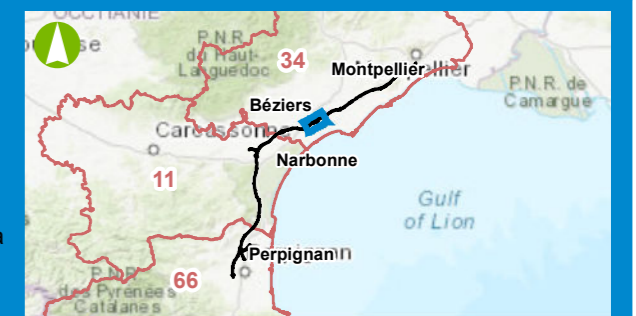 OCCITANIE
P.N.R.
du Haut-
Languedoc
34
Montpellier
P.N.R. de
Camargue
Béziers
Carcassonne
Narbonne
11
Gulf
of Lion
a
Perpignan
66
P.N.R.
des Pyrénées
Catalanes